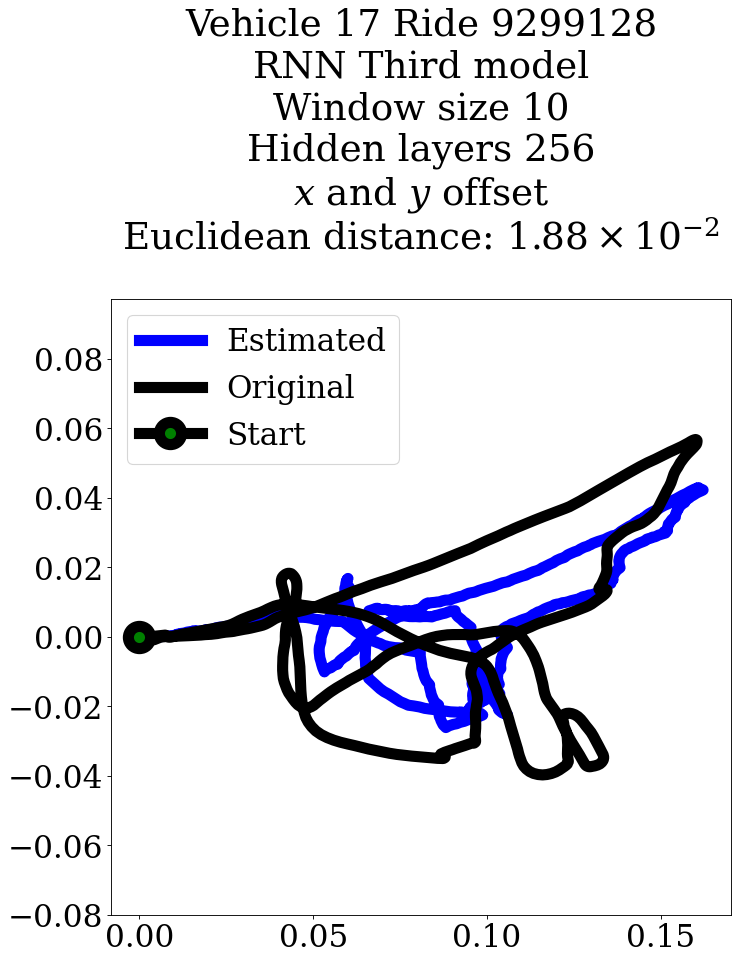 Vehicle 17 Ride 9299128
RNN Third model
Window size 10
Hidden layers 256
x and y offset
Euclidean distance: 1.88 × 10⁻²
Estimated
Original
Start
0.08
0.06
0.04
0.02
0.00
−0.02
−0.04
−0.06
−0.08
0.00 0.05 0.10 0.15